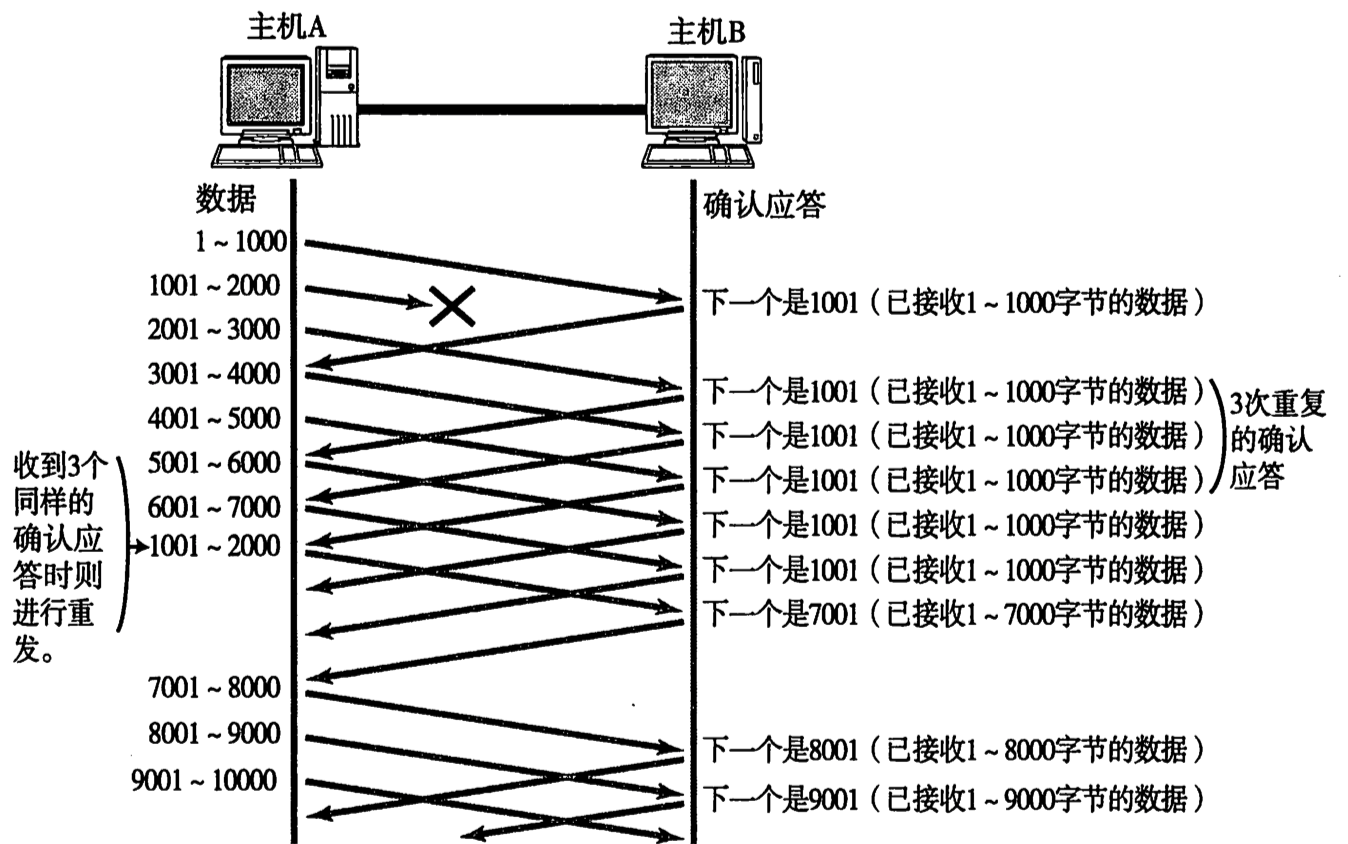 主机A
主机B
数据
确认应答
1～1000
1001～2000
下一个是1001（已接收1～1000字节的数据）
2001～3000
3001～4000
下一个是1001（已接收1～1000字节的数据）
4001～5000
下一个是1001（已接收1～1000字节的数据）
5001～6000
下一个是1001（已接收1～1000字节的数据）
3次重复
的确认
应答
6001～7000
下一个是1001（已接收1～1000字节的数据）
1001～2000
下一个是1001（已接收1～1000字节的数据）
收到3个
同样的
确认应
答时则
进行重
发。
下一个是7001（已接收1～7000字节的数据）
7001～8000
8001～9000
下一个是8001（已接收1～8000字节的数据）
9001～10000
下一个是9001（已接收1～9000字节的数据）